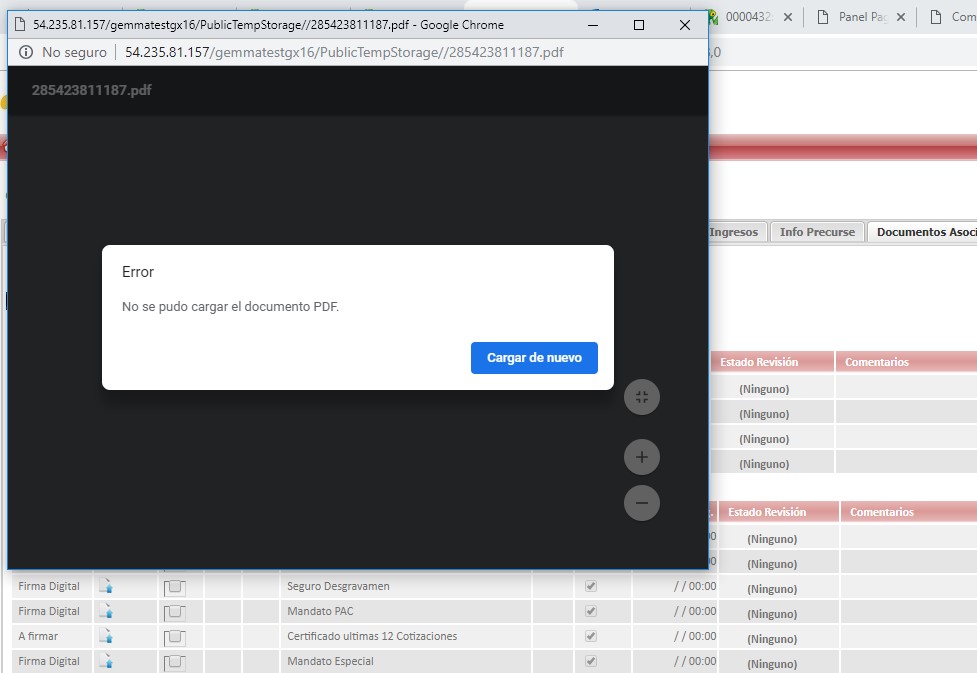 54.235.81.157/gemmatestgx16/PublicTempStorage//285423811187.pdf - Google Chrome
0000432
Panel Pag
Com
No seguro
54.235.81.157/gemmatestgx16/PublicTempStorage//285423811187.pdf
,0
285423811187.pdf
Ingresos
Info Precurse
Documentos Asoci
Error
No se pudo cargar el documento PDF.
Cargar de nuevo
Estado Revisión
Comentarios
(Ninguno)
(Ninguno)
(Ninguno)
(Ninguno)
Estado Revisión
Comentarios
00
(Ninguno)
00
(Ninguno)
Firma Digital
Seguro Desgravamen
/ / 00:00
(Ninguno)
Firma Digital
Mandato PAC
/ / 00:00
(Ninguno)
A firmar
Certificado ultimas 12 Cotizaciones
/ / 00:00
(Ninguno)
Firma Digital
Mandato Especial
/ / 00:00
(Ninguno)